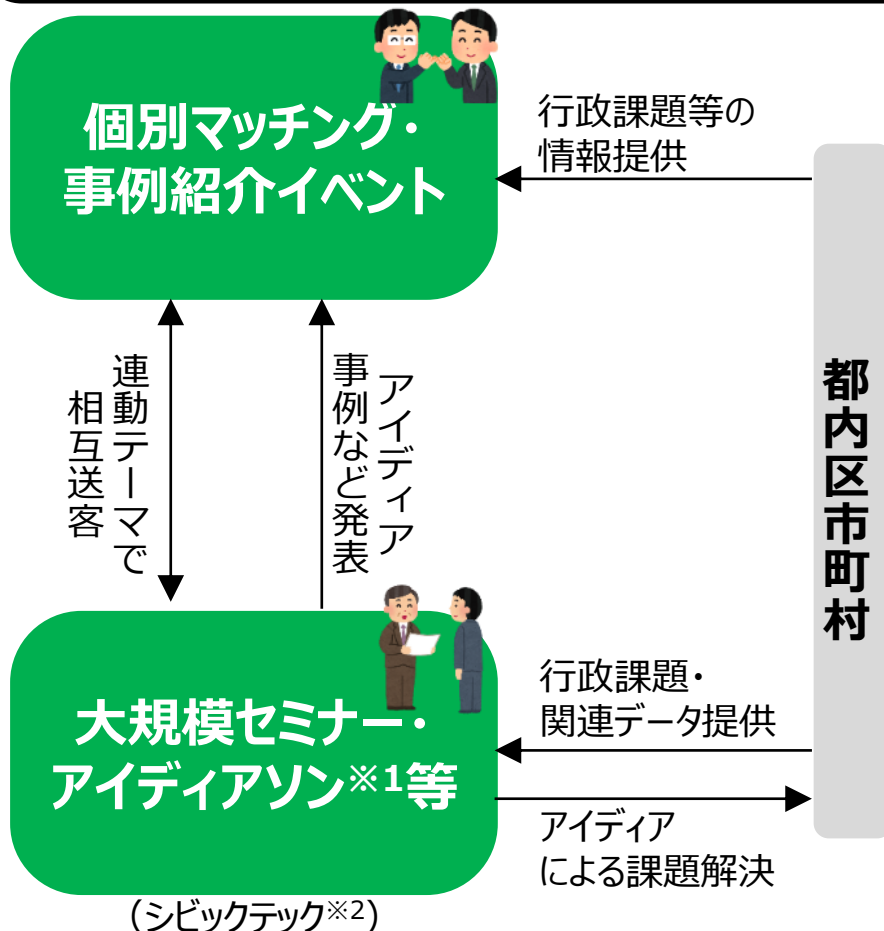 個別マッチング・
事例紹介イベント
行政課題等の
情報提供
連動テーマで
相互送客
アイディア
事例など発表
都内区市町村
大規模セミナー・
アイディアソン※1等
(シビックテック※2)
行政課題・
関連データ提供
アイディア
による課題解決